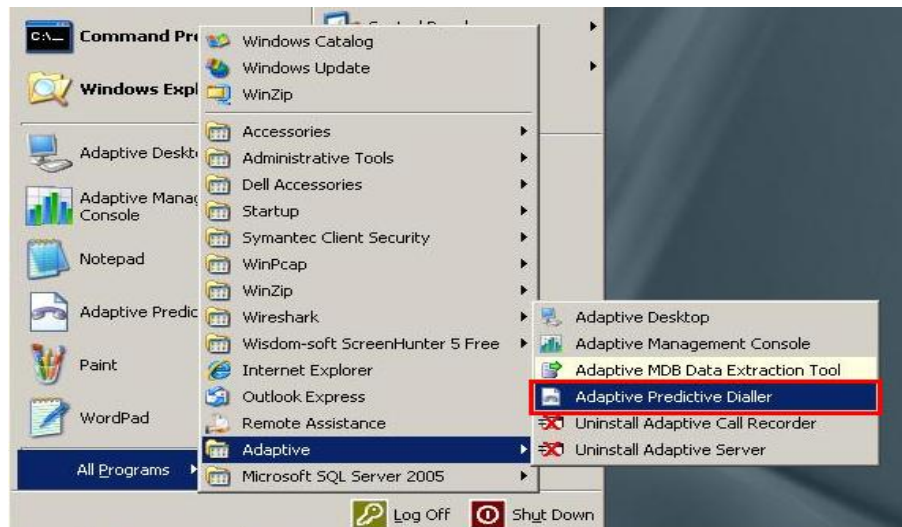 C:\_
Command Pr
Windows Expl
Adaptive Deskt
Adaptive Manag
Console
Notepad
Adaptive Predic
Paint
WordPad
All Programs
Windows Catalog
Windows Update
WinZip
Accessories
Administrative Tools
Dell Accessories
Startup
Symantec Client Security
WinPcap
WinZip
Wireshark
Wisdom-soft ScreenHunter 5 Free
Internet Explorer
Outlook Express
Remote Assistance
Adaptive
Microsoft SQL Server 2005
Adaptive Desktop
Adaptive Management Console
Adaptive MDB Data Extraction Tool
Adaptive Predictive Dialler
Uninstall Adaptive Call Recorder
Uninstall Adaptive Server
Log Off
Shut Down